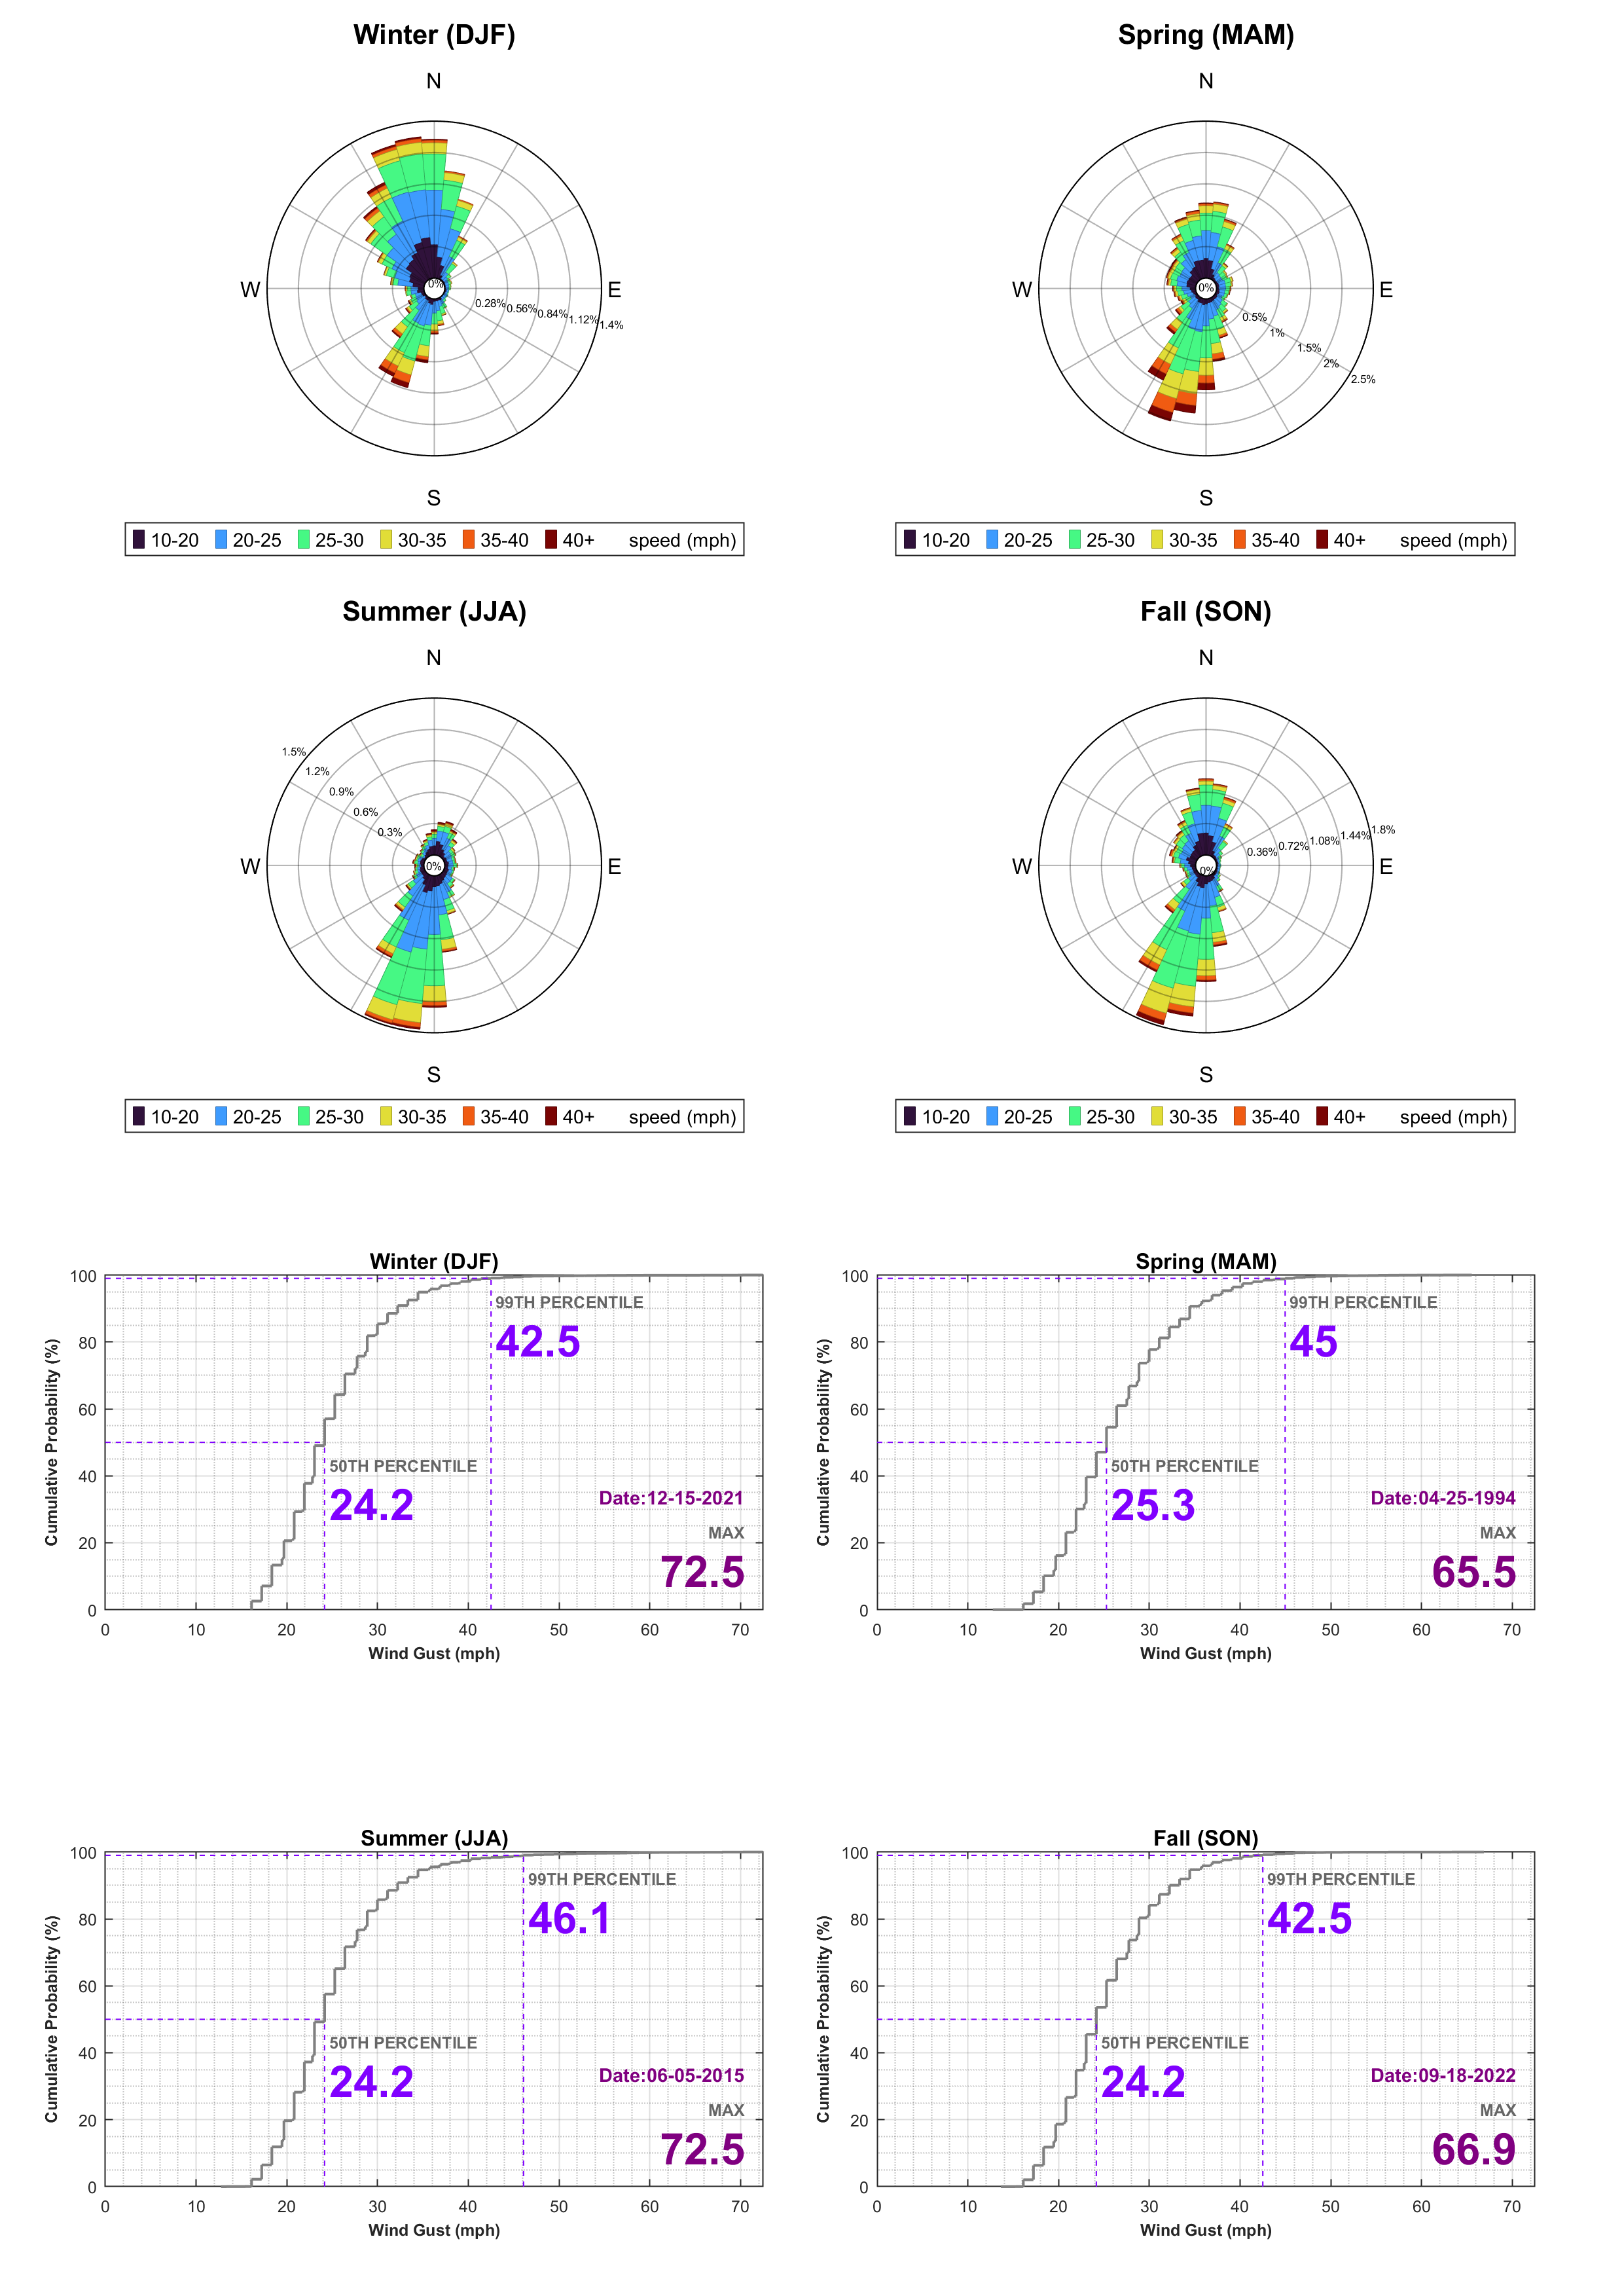 Winter (DJF)
N
W
E
S
0%
0.28%
0.56%
0.84%
1.12%
1.4%
10-20 20-25 25-30 30-35 35-40 40+ speed (mph)
Spring (MAM)
N
W
E
S
0%
0.5%
1%
1.5%
2%
2.5%
10-20 20-25 25-30 30-35 35-40 40+ speed (mph)
Summer (JJA)
N
1.5%
1.2%
0.9%
0.6%
0.3%
0%
W
E
S
10-20 20-25 25-30 30-35 35-40 40+ speed (mph)
Fall (SON)
N
W
E
S
0%
0.36%
0.72%
1.08%
1.44%
1.8%
10-20 20-25 25-30 30-35 35-40 40+ speed (mph)
Winter (DJF)
Cumulative Probability (%)
100
80
60
40
20
0
99TH PERCENTILE
42.5
50TH PERCENTILE
24.2
Date:12-15-2021
MAX
72.5
0 10 20 30 40 50 60 70
Wind Gust (mph)
Spring (MAM)
Cumulative Probability (%)
100
80
60
40
20
0
99TH PERCENTILE
45
50TH PERCENTILE
25.3
Date:04-25-1994
MAX
65.5
0 10 20 30 40 50 60 70
Wind Gust (mph)
Summer (JJA)
Cumulative Probability (%)
100
80
60
40
20
0
99TH PERCENTILE
46.1
50TH PERCENTILE
24.2
Date:06-05-2015
MAX
72.5
0 10 20 30 40 50 60 70
Wind Gust (mph)
Fall (SON)
Cumulative Probability (%)
100
80
60
40
20
0
99TH PERCENTILE
42.5
50TH PERCENTILE
24.2
Date:09-18-2022
MAX
66.9
0 10 20 30 40 50 60 70
Wind Gust (mph)